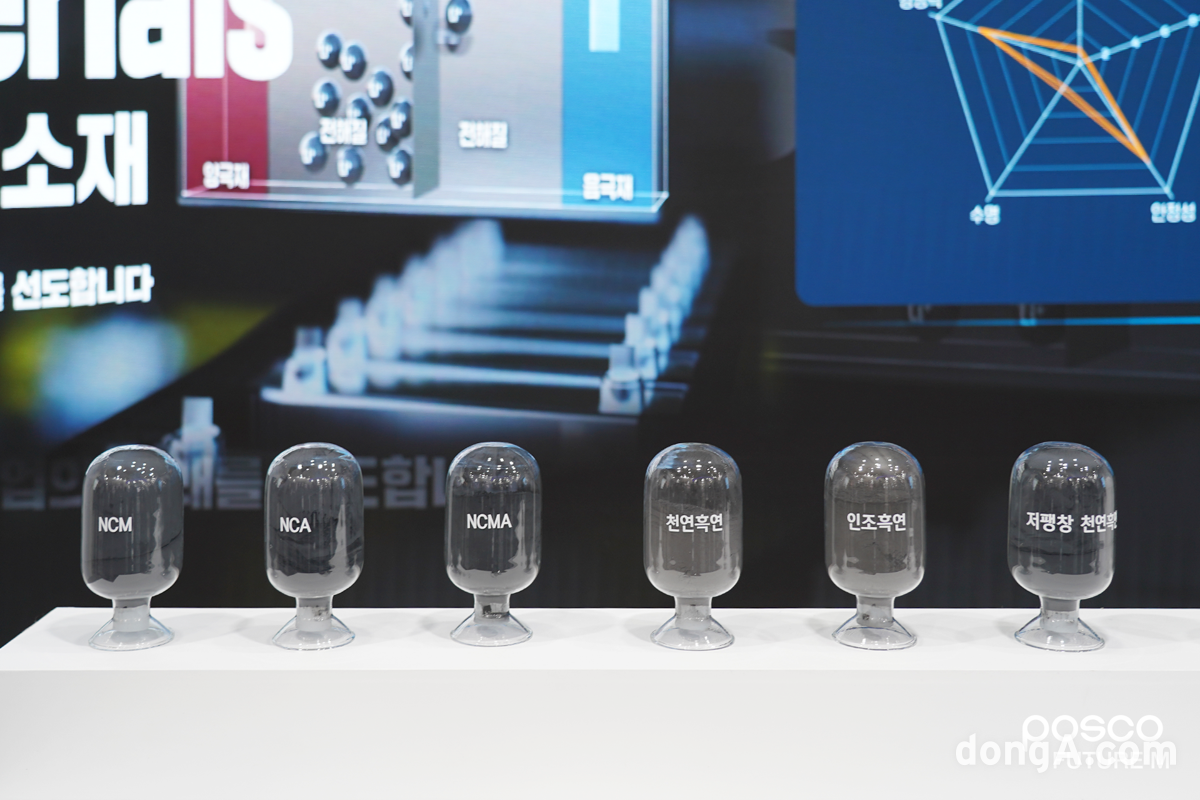 소재
선도합니다
전해질
전해질
양극재
음극재
수명
안정성
NCM
NCA
NCMA
천연흑연
인조흑연
저팽창 천연흑연
posco
FUTURE M
dongA.com